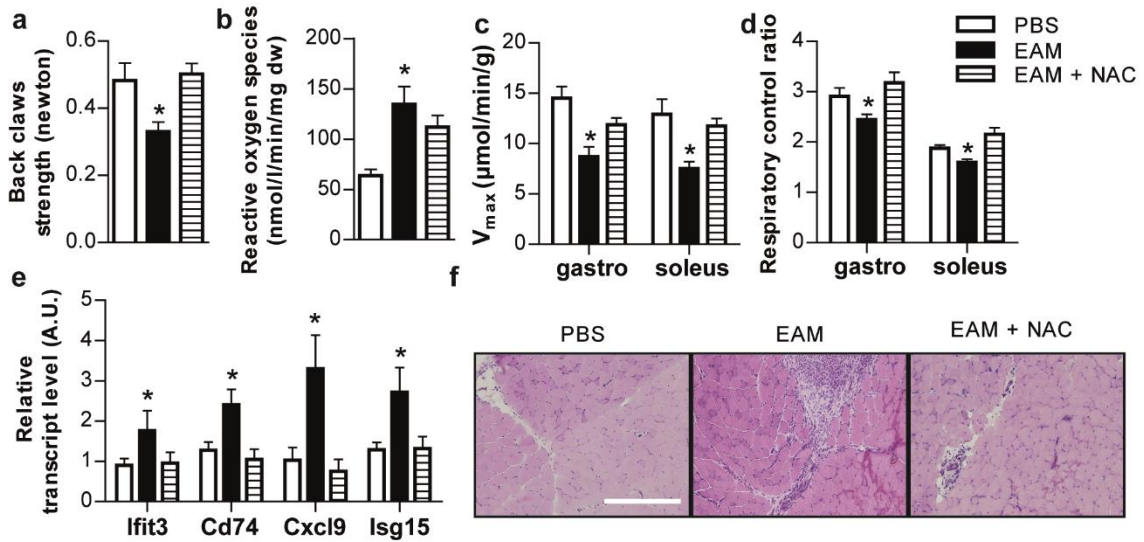 a
Back claws
strength (newton)
0.6
0.4
0.2
0.0
*
b
Reactive oxygen species
(nmol/l/min/mg dw)
150
100
50
0
*
c
Vmax (μmol/min/g)
20
15
10
5
0
*
*
gastro soleus
d
Respiratory control ratio
4
3
2
1
0
*
*
gastro soleus
PBS
EAM
EAM + NAC
e
Relative
transcript level (A.U.)
5
4
3
2
1
0
*
*
*
*
Ifit3 Cd74 Cxcl9 Isg15
f
PBS EAM EAM + NAC